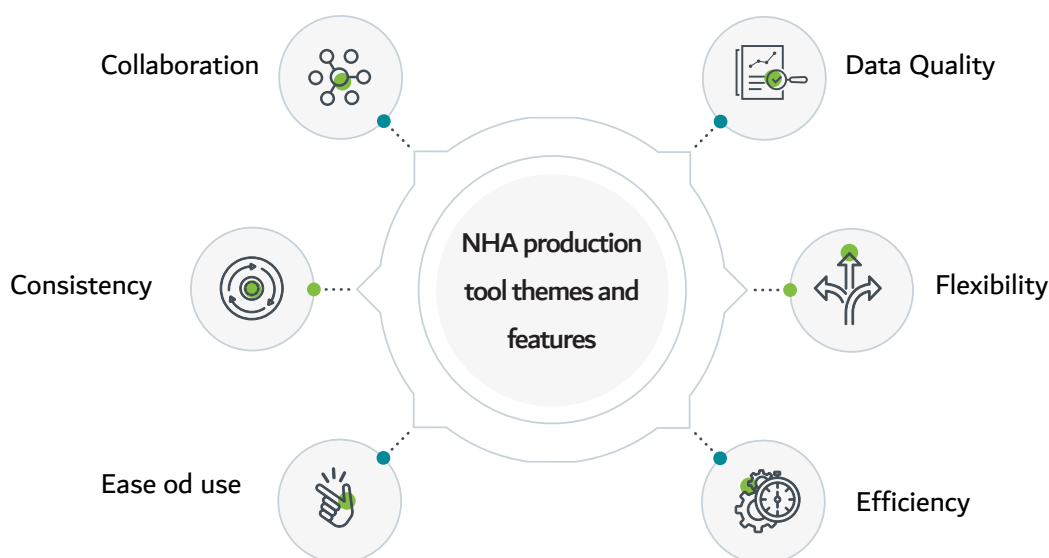 Collaboration
Data Quality
NHA production
tool themes and
features
Consistency
Flexibility
Ease od use
Efficiency